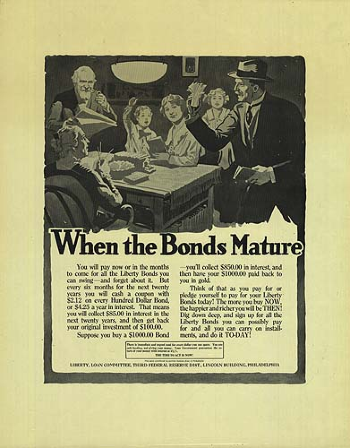 When the Bonds Mature
You will pay now or in the months
to come for all the Liberty Bonds you
can swing—and forget about it. But
every six months for the next twenty
years you will cash a coupon with
$2.12 on every Hundred Dollar Bond,
or $4.25 a year in interest. That means
you will collect $85.00 in interest in the
next twenty years, and then get back
your original investment of $100.00.
Suppose you buy a $1000.00 Bond
—you'll collect $850.00 in interest, and
then have your $1000.00 paid back to
you in gold.
Think of that as you pay for or
pledge yourself to pay for your Liberty
Bonds today! The more you buy NOW,
the happier and richer you will be THEN!
Dig down deep, and sign up for all the
Liberty Bonds you can possibly pay
for and all you can carry on install-
ments, and do it TO-DAY!
LIBERTY LOAN COMMITTEE, THIRD FEDERAL RESERVE DIST., LINCOLN BUILDING, PHILADELPHIA